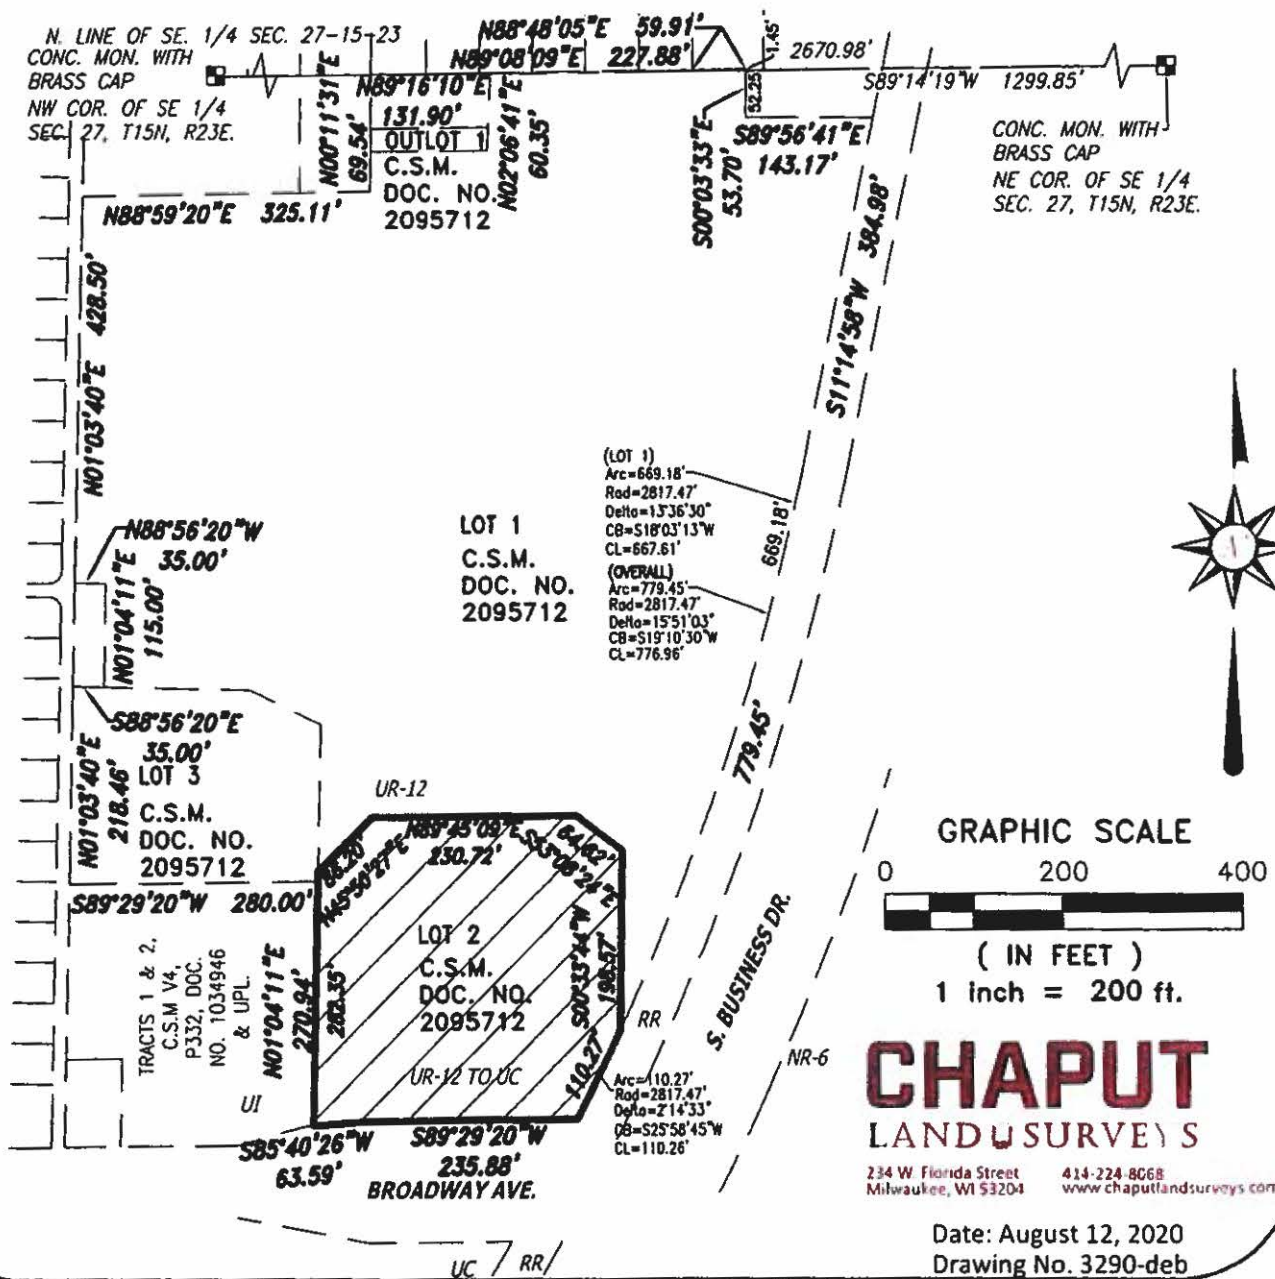 N. LINE OF SE. 1/4 SEC. 27-15-23
CONC. MON. WITH
BRASS CAP
NW COR. OF SE 1/4
SEC. 27, T15N, R23E.
N88°48'05"E 59.91'
N89°08'09"E 227.88'
1.45'
2670.98'
S89°14'19"W 1299.85'
N89°16'10"E
131.90'
OUTLOT 1
C.S.M.
DOC. NO.
2095712
N00°11'31"E
69.54'
N02°06'41"E
60.35'
52.25'
S00°03'33"E
53.70'
S89°56'41"E
143.17'
CONC. MON. WITH
BRASS CAP
NE COR. OF SE 1/4
SEC. 27, T15N, R23E.
N88°59'20"E 325.11'
N01°03'40"E 428.50'
S11°14'58"W 384.98'
N88°56'20"W
35.00'
N01°04'11"E
115.00'
LOT 1
C.S.M.
DOC. NO.
2095712
(LOT 1)
Arc=669.18'
Rad=2817.47'
Delta=13°36'30"
CB=S18°03'13"W
CL=667.61'
(OVERALL)
Arc=779.45'
Rad=2817.47'
Delta=15°51'03"
CB=S19°10'30"W
CL=776.96'
669.18'
779.45'
S88°56'20"E
35.00'
N01°03'40"E
218.46'
LOT 3
C.S.M.
DOC. NO.
2095712
S89°29'20"W 280.00'
UR-12
N89°45'09"E
230.72'
86.20'
N45°50'27"E
64.62'
S53°08'24"E
LOT 2
C.S.M.
DOC. NO.
2095712
S00°33'44"W
198.57'
N01°04'11"E
270.94'
282.35'
UR-12 TO UC
110.27'
TRACTS 1 & 2,
C.S.M V4,
P332, DOC.
NO. 1034946
& UPL.
UI
RR
S. BUSINESS DR.
NR-6
Arc=110.27'
Rad=2817.47'
Delta=2°14'33"
CB=S25°58'45"W
CL=110.26'
S85°40'26"W
63.59'
S89°29'20"W
235.88'
BROADWAY AVE.
UC / RR/
GRAPHIC SCALE
0 200 400
( IN FEET )
1 inch = 200 ft.
CHAPUT
LAND SURVEYS
234 W. Florida Street
Milwaukee, WI 53204
414-224-8068
www.chaputlandsurveys.com
Date: August 12, 2020
Drawing No. 3290-deb